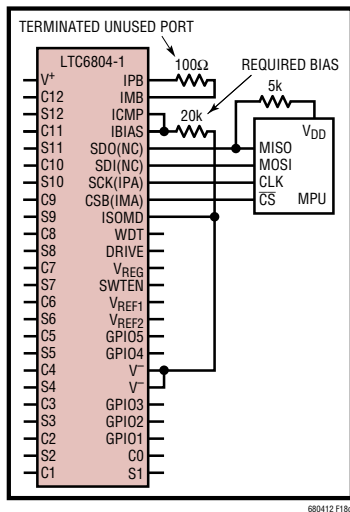 TERMINATED UNUSED PORT
LTC6804-1
100Ω
REQUIRED BIAS
V⁺ IPB
C12 IMB
S12 ICMP
C11 IBIAS 20k 5k
S11 SDO(NC) MISO VDD
C10 SDI(NC) MOSI
S10 SCK(IPA) CLK
C9 CSB(IMA) CS MPU
S9 ISOMD
C8 WDT
S8 DRIVE
C7 VREG
S7 SWTEN
C6 VREF1
S6 VREF2
C5 GPIO5
S5 GPIO4
C4 V⁻
S4 V⁻
C3 GPIO3
S3 GPIO2
C2 GPIO1
S2 C0
C1 S1